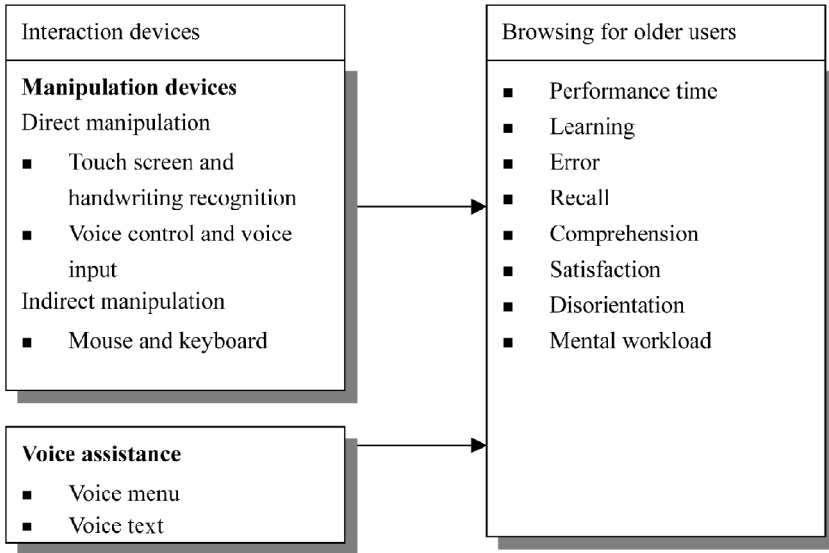 Interaction devices
Manipulation devices
Direct manipulation
■ Touch screen and
handwriting recognition
■ Voice control and voice
input
Indirect manipulation
■ Mouse and keyboard
Voice assistance
■ Voice menu
■ Voice text
Browsing for older users
■ Performance time
■ Learning
■ Error
■ Recall
■ Comprehension
■ Satisfaction
■ Disorientation
■ Mental workload